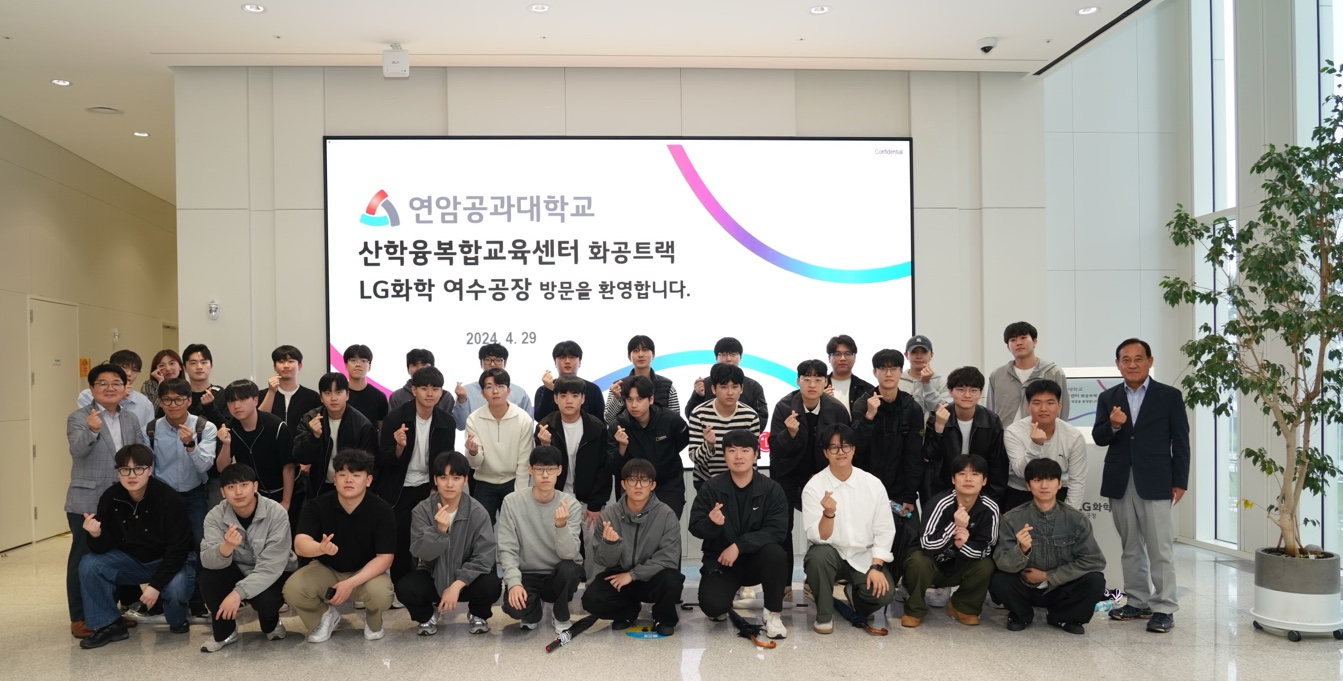 Confidential
연암공과대학교
산학융복합교육센터 화공트랙
LG화학 여수공장 방문을 환영합니다.
2024. 4. 29
LG화학